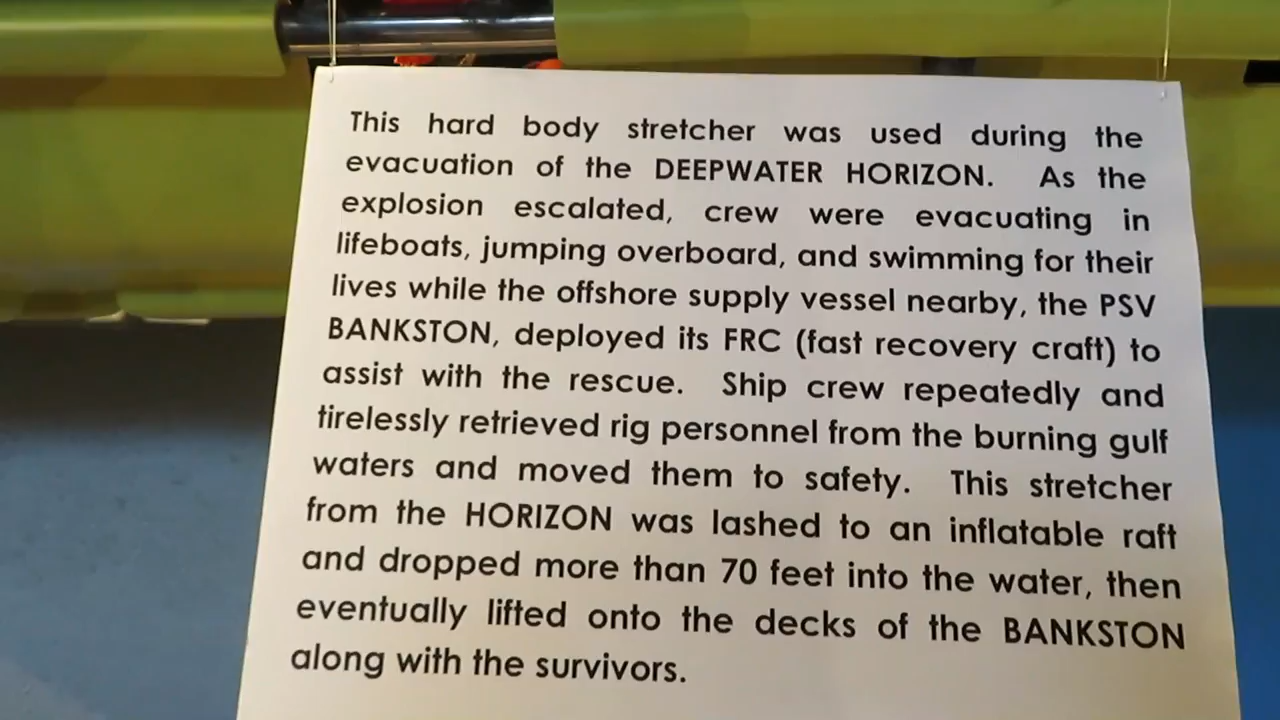 This hard body stretcher was used during the
evacuation of the DEEPWATER HORIZON. As the
explosion escalated, crew were evacuating in
lifeboats, jumping overboard, and swimming for their
lives while the offshore supply vessel nearby, the PSV
BANKSTON, deployed its FRC (fast recovery craft) to
assist with the rescue. Ship crew repeatedly and
tirelessly retrieved rig personnel from the burning gulf
waters and moved them to safety. This stretcher
from the HORIZON was lashed to an inflatable raft
and dropped more than 70 feet into the water, then
eventually lifted onto the decks of the BANKSTON
along with the survivors.